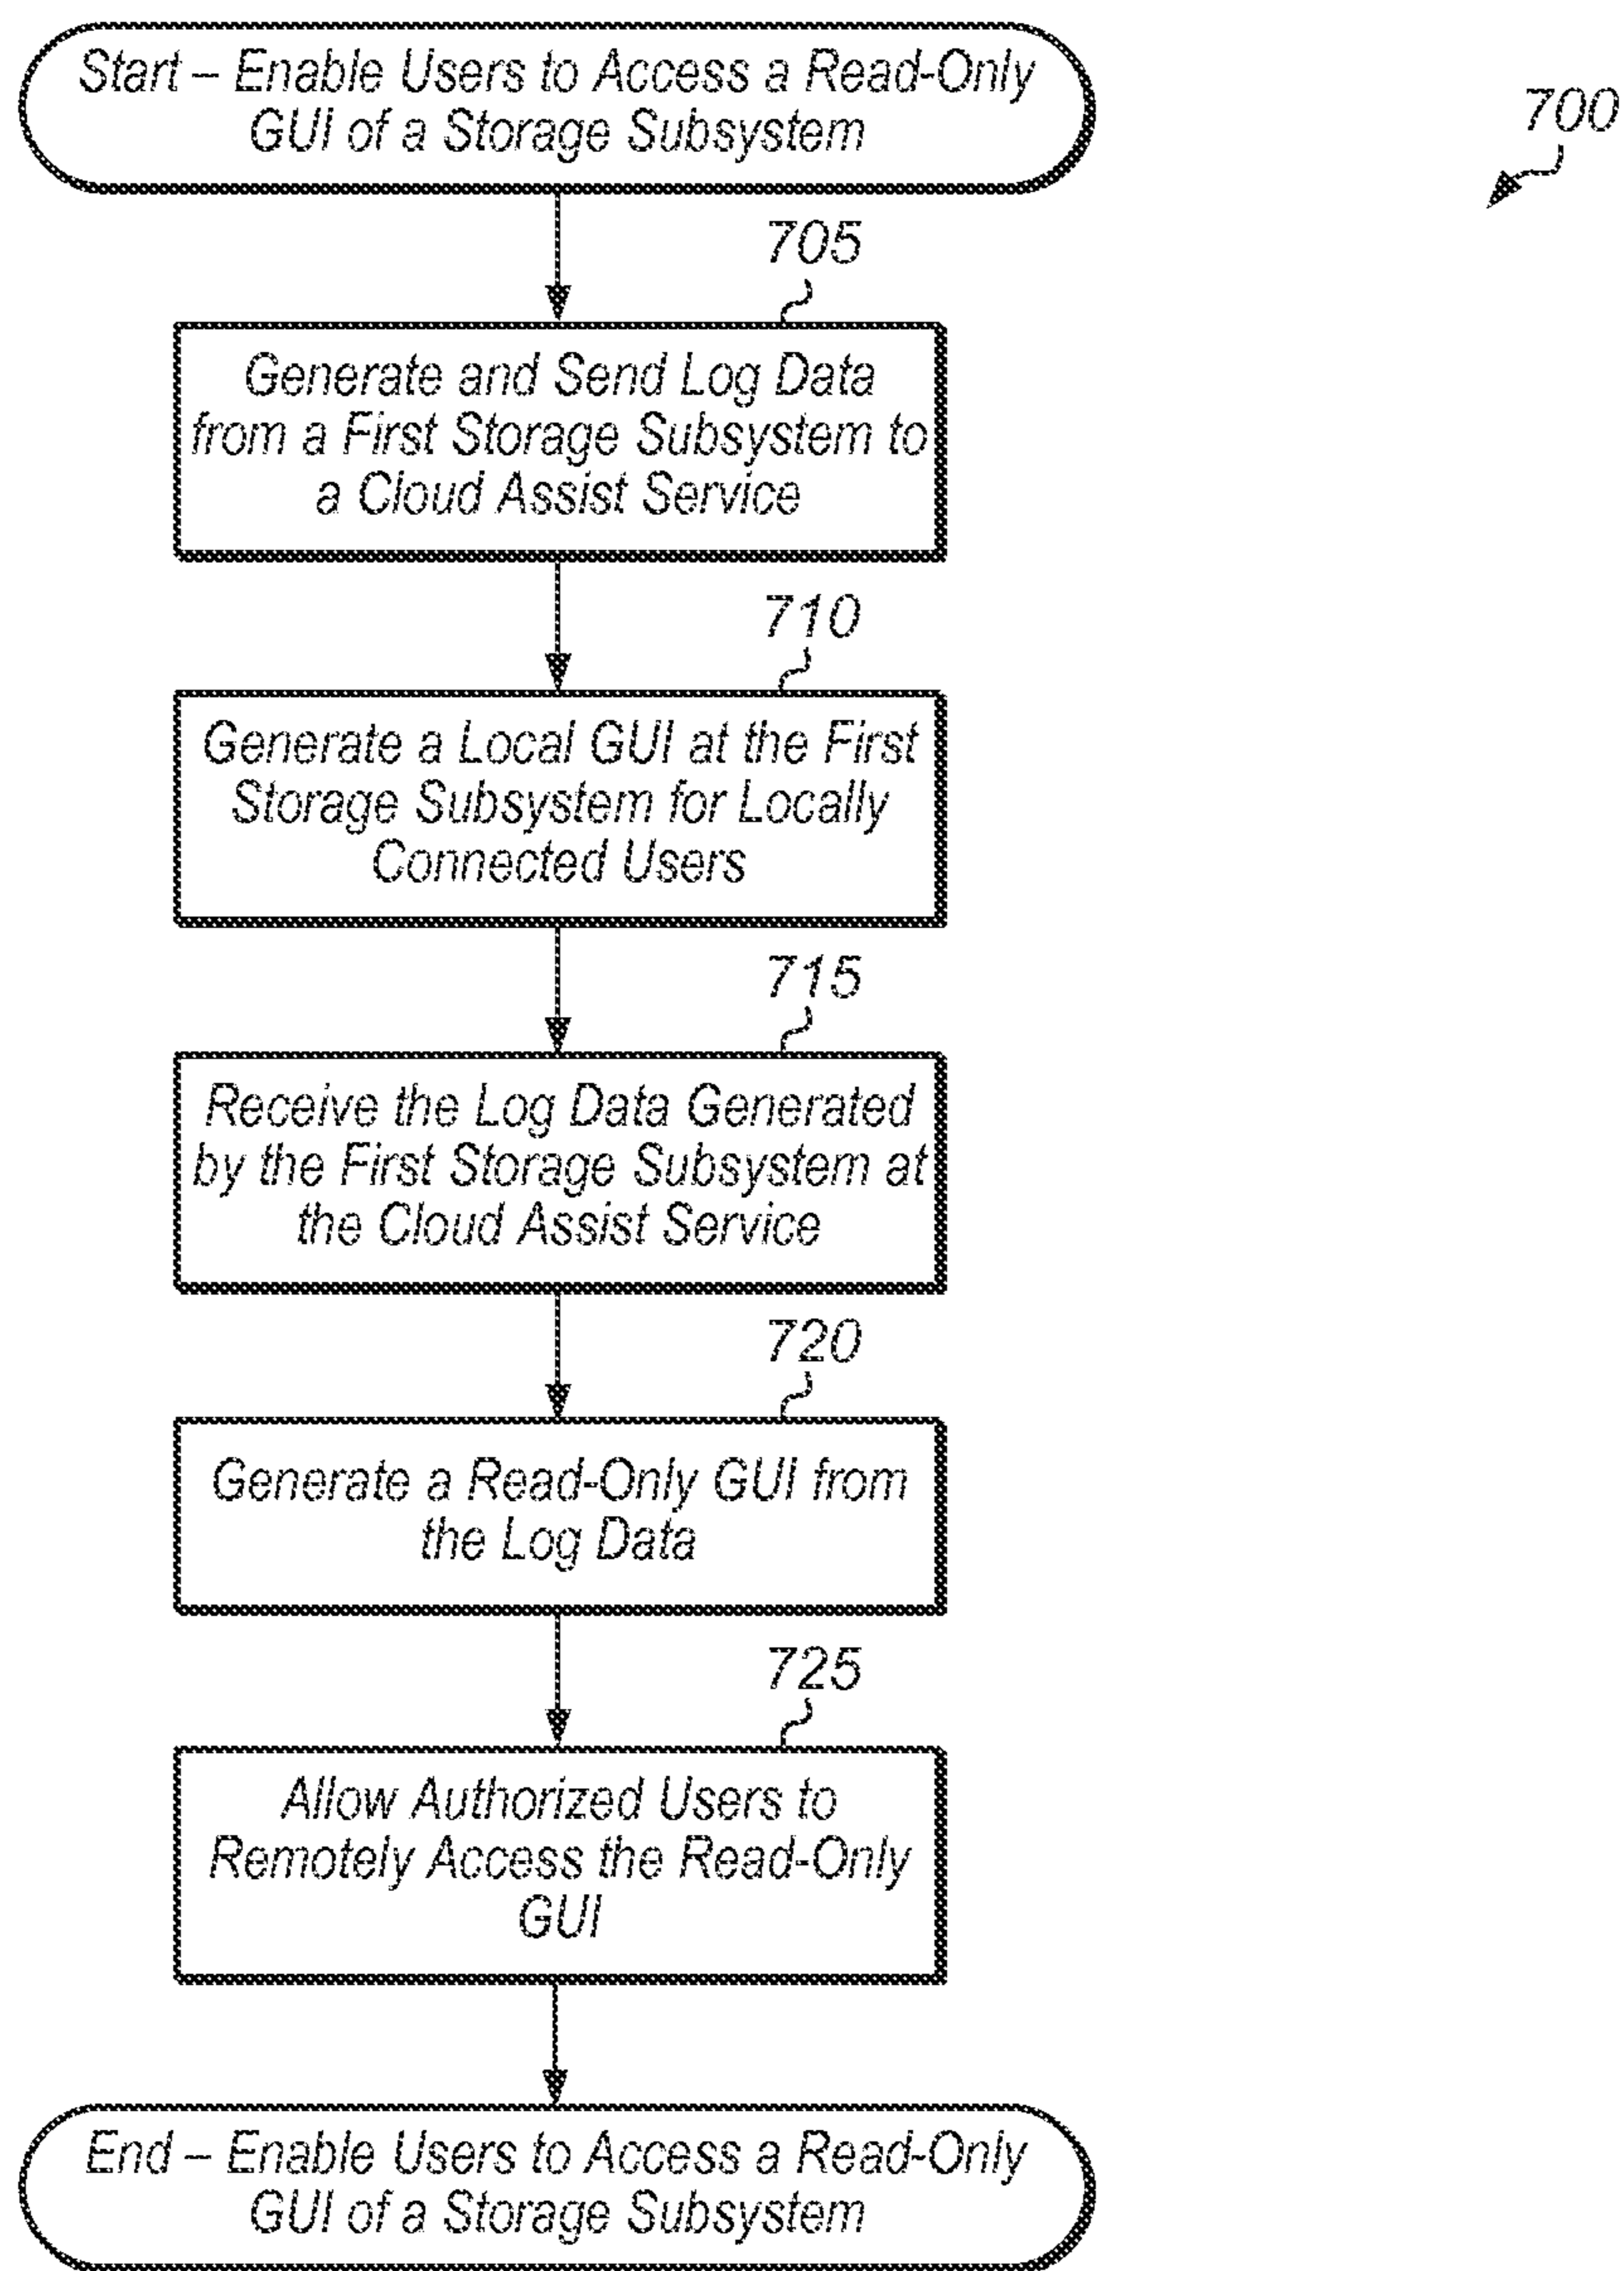 Start – Enable Users to Access a Read-Only
GUI of a Storage Subsystem
700
705
Generate and Send Log Data
from a First Storage Subsystem to
a Cloud Assist Service
710
Generate a Local GUI at the First
Storage Subsystem for Locally
Connected Users
715
Receive the Log Data Generated
by the First Storage Subsystem at
the Cloud Assist Service
720
Generate a Read-Only GUI from
the Log Data
725
Allow Authorized Users to
Remotely Access the Read-Only
GUI
End – Enable Users to Access a Read-Only
GUI of a Storage Subsystem